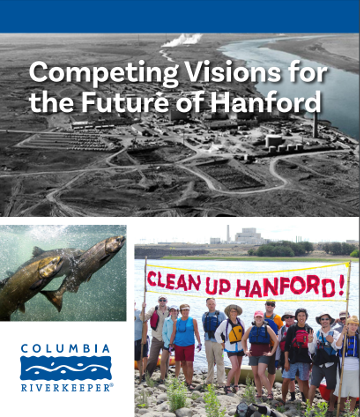 Competing Visions for
the Future of Hanford
CLEAN UP HANFORD!
COLUMBIA
RIVERKEEPER®